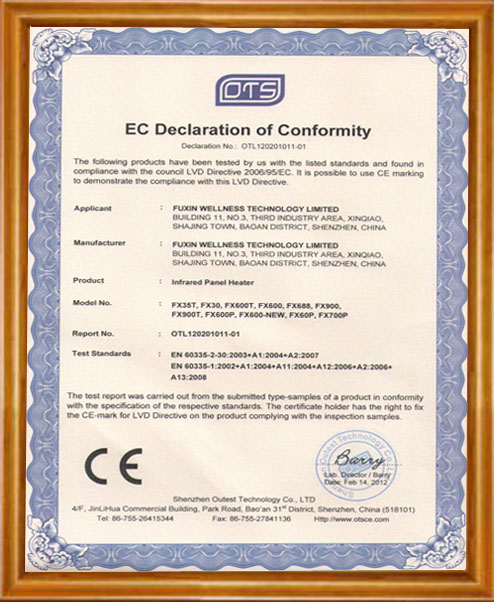 OTS
EC Declaration of Conformity
Declaration No.: OTL120201011-01
The following products have been tested by us with the listed standards and found in
compliance with the council LVD Directive 2006/95/EC. It is possible to use CE marking
to demonstrate the compliance with this LVD Directive.
Applicant : FUXIN WELLNESS TECHNOLOGY LIMITED
BUILDING 11, NO.3, THIRD INDUSTRY AREA, XINQIAO,
SHAJING TOWN, BAOAN DISTRICT, SHENZHEN, CHINA
Manufacturer : FUXIN WELLNESS TECHNOLOGY LIMITED
BUILDING 11, NO.3, THIRD INDUSTRY AREA, XINQIAO,
SHAJING TOWN, BAOAN DISTRICT, SHENZHEN, CHINA
Product : Infrared Panel Heater
Model No. : FX35T, FX30, FX600T, FX600, FX688, FX900,
FX900T, FX600P, FX600-NEW, FX60P, FX700P
Report No. : OTL120201011-01
Test Standards : EN 60335-2-30:2003+A1:2004+A2:2007
EN 60335-1:2002+A1:2004+A11:2004+A12:2006+A2:2006+
A13:2008
The test report was carried out from the submitted type-samples of a product in conformity
with the specification of the respective standards. The certificate holder has the right to fix
the CE-mark for LVD Directive on the product complying with the inspection samples.
CE
Barry
Lab. Director / Barry
Date: Feb 14, 2012
Shenzhen Outest Technology Co., LTD
4/F, JinLiHua Commercial Building, Park Road, Bao'an 31st District, Shenzhen, China (518101)
Tel: 86-755-26415344 Fax: 86-755-27841136 Http://www.otsce.com